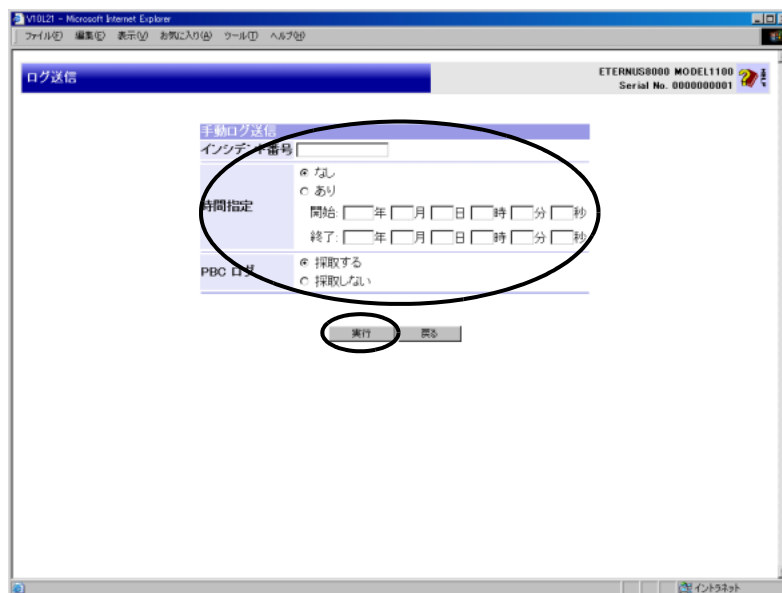 V10L21 - Microsoft Internet Explorer
ファイル(F) 編集(E) 表示(V) お気に入り(A) ツール(T) ヘルプ(H)
ログ送信
ETERNUS8000 MODEL1100
Serial No. 0000000001
HELP
手動ログ送信
インシデント番号
時間指定
なし
あり
開始: 年 月 日 時 分 秒
終了: 年 月 日 時 分 秒
PBC ログ
採取する
採取しない
実行 戻る
イントラネット